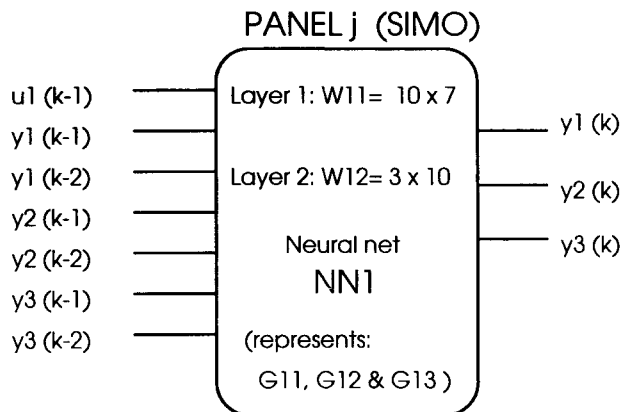 PANEL j (SIMO)
u1 (k-1)
y1 (k-1)
y1 (k-2)
y2 (k-1)
y2 (k-2)
y3 (k-1)
y3 (k-2)
Layer 1: W11= 10 x 7
Layer 2: W12= 3 x 10
Neural net
NN1
(represents:
G11, G12 & G13 )
y1 (k)
y2 (k)
y3 (k)